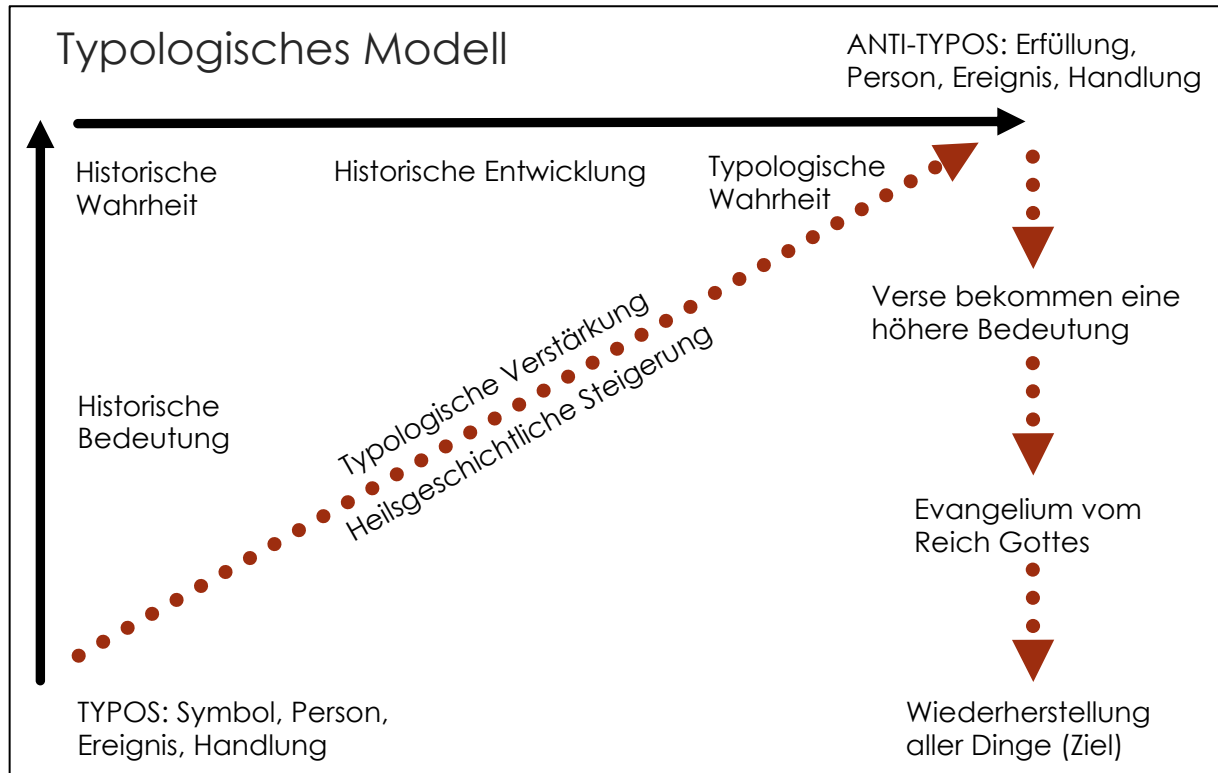 Typologisches Modell
ANTI-TYPOS: Erfüllung,
Person, Ereignis, Handlung
Historische
Wahrheit
Historische Entwicklung
Typologische
Wahrheit
Verse bekommen eine
höhere Bedeutung
Typologische Verstärkung
Heilsgeschichtliche Steigerung
Historische
Bedeutung
Evangelium vom
Reich Gottes
TYPOS: Symbol, Person,
Ereignis, Handlung
Wiederherstellung
aller Dinge (Ziel)